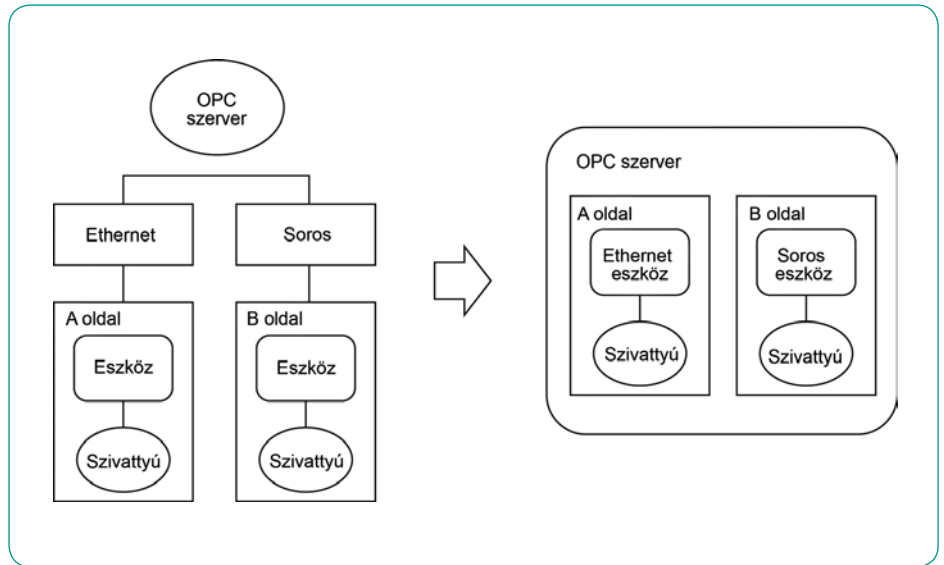 OPC
szerver
Ethernet
Soros
A oldal
Eszköz
Szivattyú
B oldal
Eszköz
Szivattyú
OPC szerver
A oldal
Ethernet
eszköz
Szivattyú
B oldal
Soros
eszköz
Szivattyú